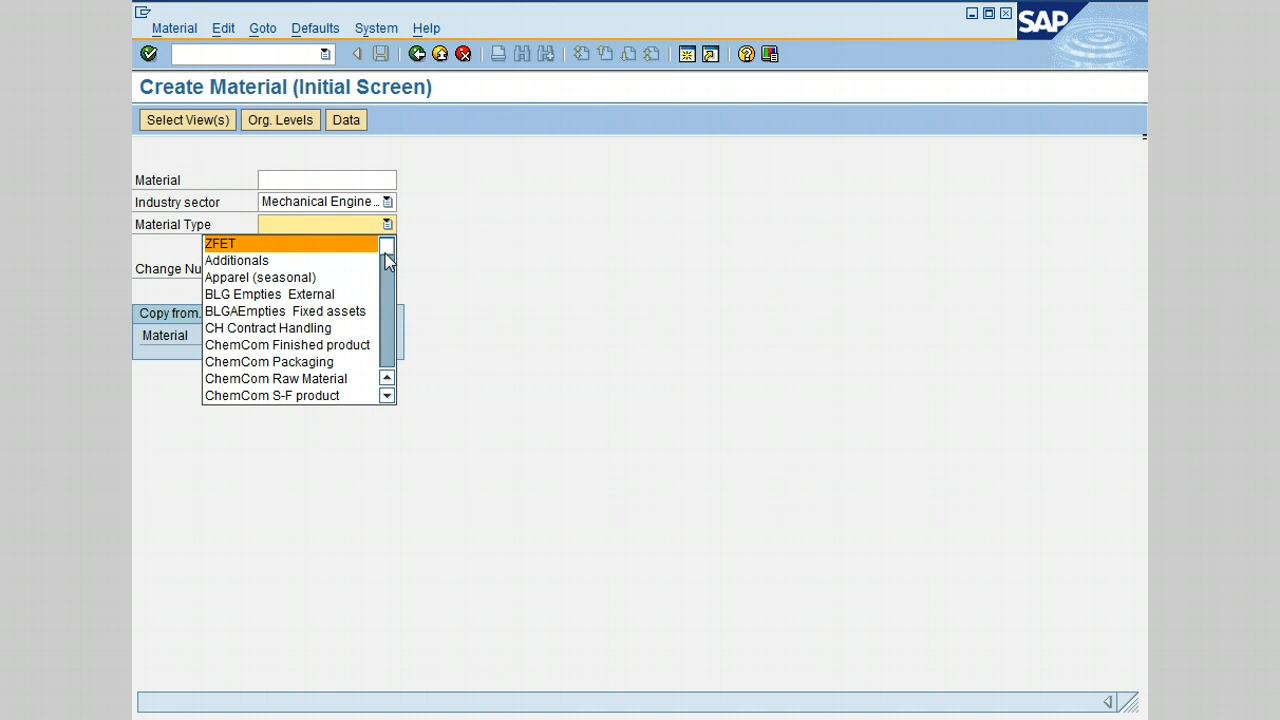 Material Edit Goto Defaults System Help
SAP
Create Material (Initial Screen)
Select View(s) Org. Levels Data
Material
Industry sector Mechanical Engine...
Material Type
ZFET
Additionals
Apparel (seasonal)
BLG Empties External
BLGAEmpties Fixed assets
CH Contract Handling
ChemCom Finished product
ChemCom Packaging
ChemCom Raw Material
ChemCom S-F product
Change Nu
Copy from.
Material